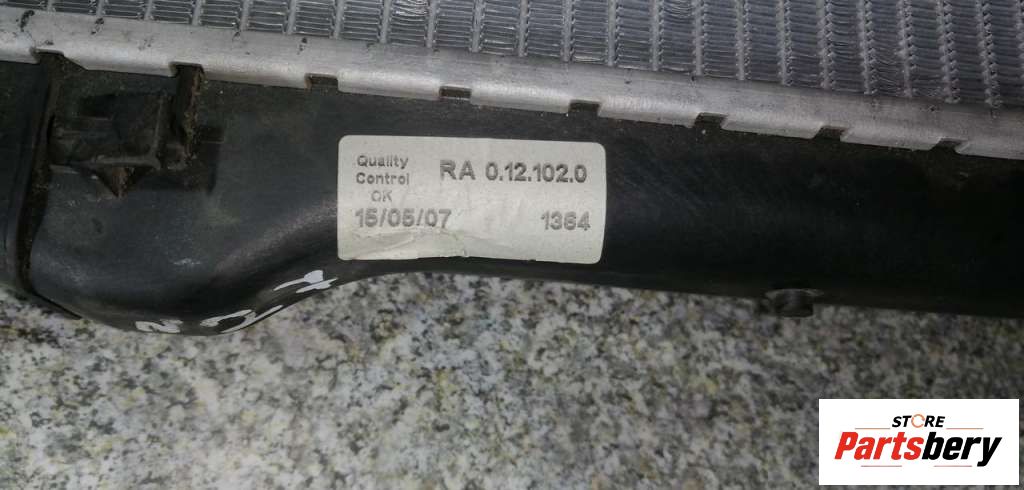 Quality
Control
OK
RA 0.12.102.0
15/05/07
1364
STORE
Partsbery